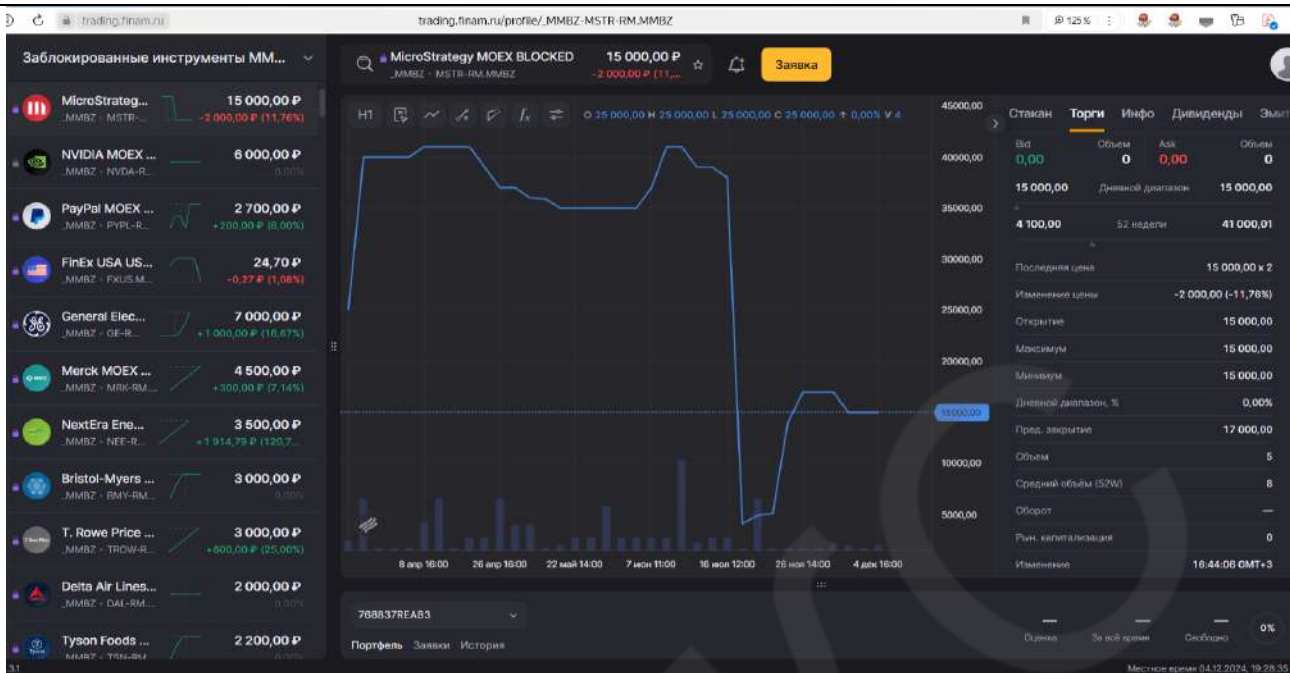 trading.finam.ru
trading.finam.ru/profile/_MMBZ-MSTR-RM.MMBZ
125 %
Заблокированные инструменты ММ...
MicroStrateg...
15 000,00 ₽
_MMBZ · MSTR-...
-2 000,00 ₽ (11,76%)
NVIDIA MOEX ...
6 000,00 ₽
_MMBZ · NVDA-R...
0,00%
PayPal MOEX ...
2 700,00 ₽
_MMBZ · PYPL-R...
+200,00 ₽ (8,00%)
FinEx USA US...
24,70 ₽
_MMBZ · FXUS.M...
-0,27 ₽ (1,08%)
General Elec...
7 000,00 ₽
_MMBZ · GE-R...
+1 000,00 ₽ (16,67%)
Merck MOEX ...
4 500,00 ₽
_MMBZ · MRK-RM....
+300,00 ₽ (7,14%)
NextEra Ene...
3 500,00 ₽
_MMBZ · NEE-R...
+1 914,79 ₽ (120,7...
Bristol-Myers ...
3 000,00 ₽
_MMBZ · BMY-RM....
0,00%
T. Rowe Price ...
3 000,00 ₽
_MMBZ · TROW-R...
+600,00 ₽ (25,00%)
Delta Air Lines...
2 000,00 ₽
_MMBZ · DAL-RM....
0,00%
Tyson Foods ...
2 200,00 ₽
_MMBZ · TSN-RM
MicroStrategy MOEX BLOCKED
15 000,00 ₽
_MMBZ · MSTR-RM.MMBZ
-2 000,00 ₽ (11,...
Заявка
H1
O 25 000,00 H 25 000,00 L 25 000,00 C 25 000,00 ↑ 0,00% V 4
45000,00
40000,00
35000,00
30000,00
25000,00
20000,00
15000,00
10000,00
5000,00
8 апр 16:00
26 апр 16:00
22 май 14:00
7 июн 11:00
16 июл 12:00
26 ноя 14:00
4 дек 16:00
Стакан Торги Инфо Дивиденды Эмит
Bid Объем Ask Объем
0,00 0 0,00 0
15 000,00 Дневной диапазон 15 000,00
4 100,00 52 недели 41 000,01
Последняя цена 15 000,00 x 2
Изменение цены -2 000,00 (-11,76%)
Открытие 15 000,00
Максимум 15 000,00
Минимум 15 000,00
Дневной диапазон, % 0,00%
Пред. закрытие 17 000,00
Объем 5
Средний объём (52W) 8
Оборот —
Рын. капитализация 0
Изменение 16:44:06 GMT+3
768837REAB3
Портфель Заявки История
— — —
Оценка За всё время Свободно
0%
Местное время 04.12.2024, 19:28:35